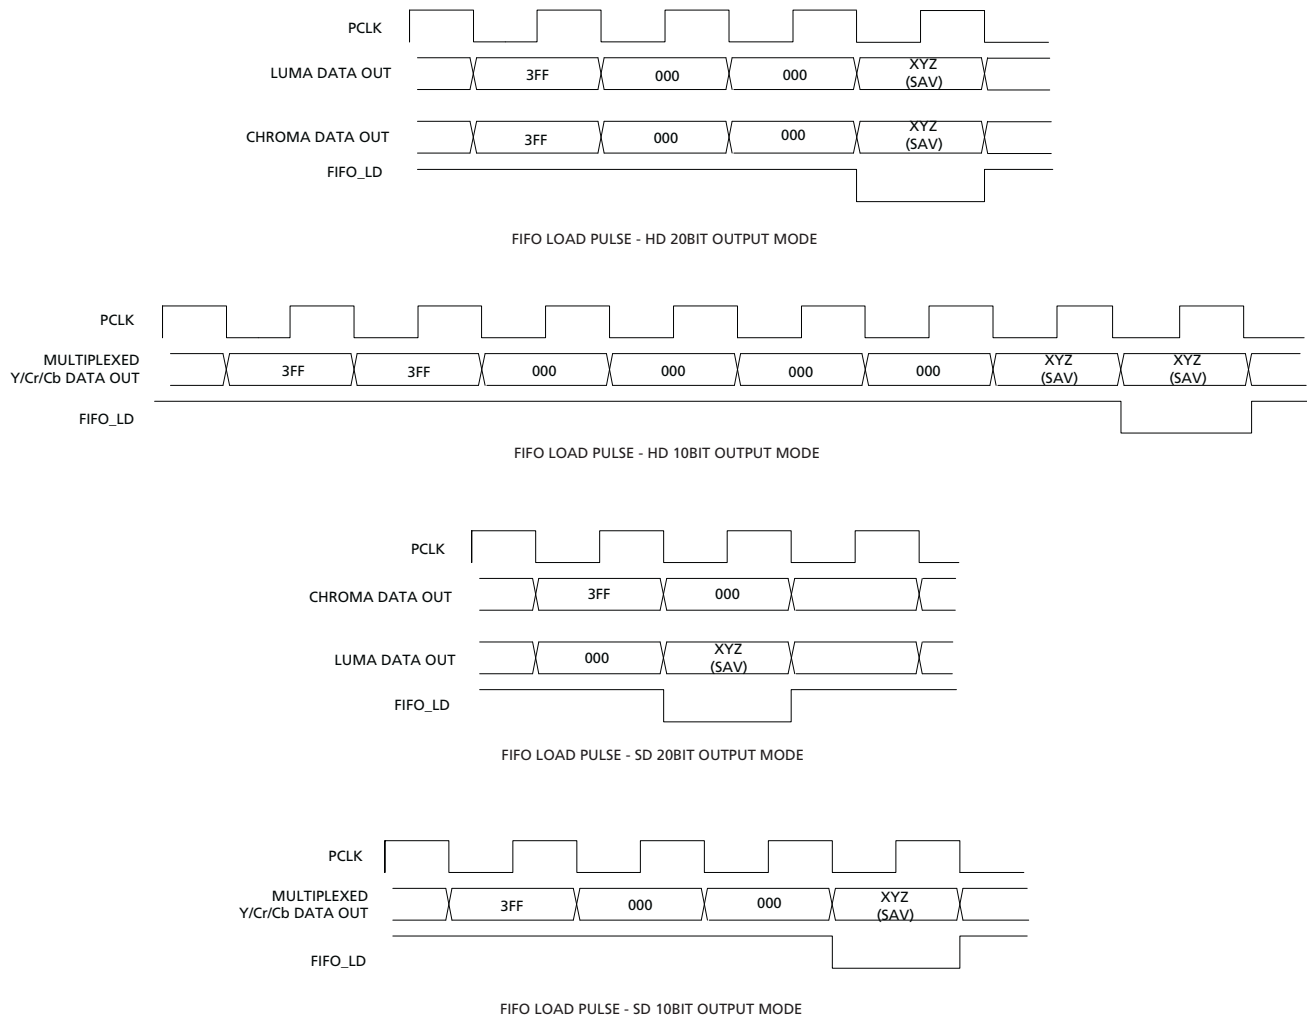 PCLK
LUMA DATA OUT
3FF
000
000
XYZ
(SAV)
CHROMA DATA OUT
3FF
000
000
XYZ
(SAV)
FIFO_LD
FIFO LOAD PULSE - HD 20BIT OUTPUT MODE
PCLK
MULTIPLEXED
Y/Cr/Cb DATA OUT
3FF
3FF
000
000
000
000
XYZ
(SAV)
XYZ
(SAV)
FIFO_LD
FIFO LOAD PULSE - HD 10BIT OUTPUT MODE
PCLK
CHROMA DATA OUT
3FF
000
LUMA DATA OUT
000
XYZ
(SAV)
FIFO_LD
FIFO LOAD PULSE - SD 20BIT OUTPUT MODE
PCLK
MULTIPLEXED
Y/Cr/Cb DATA OUT
3FF
000
000
XYZ
(SAV)
FIFO_LD
FIFO LOAD PULSE - SD 10BIT OUTPUT MODE